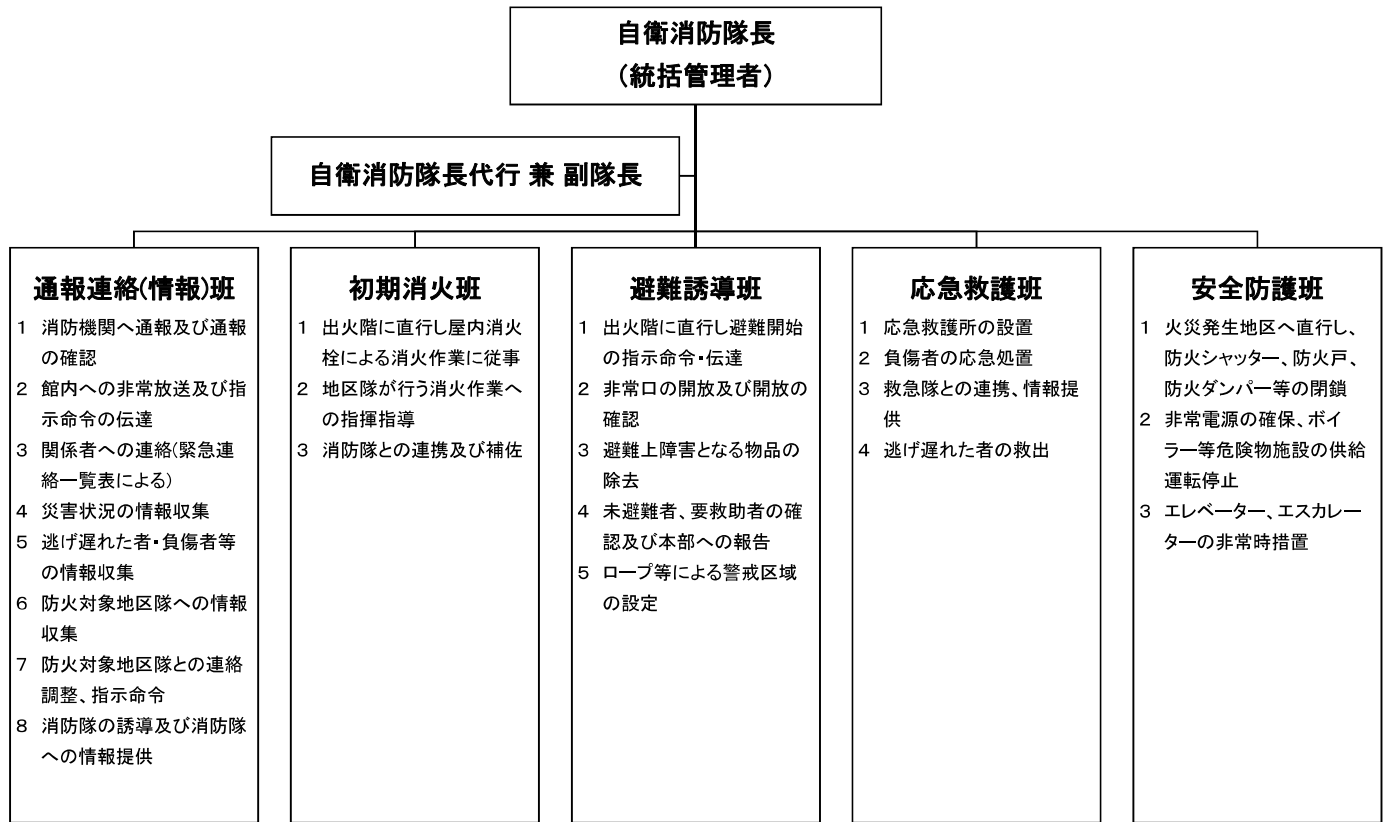 自衛消防隊長
(統括管理者)
自衛消防隊長代行 兼 副隊長
通報連絡(情報)班
1 消防機関へ通報及び通報
の確認
2 館内への非常放送及び指
示命令の伝達
3 関係者への連絡(緊急連
絡一覧表による)
4 災害状況の情報収集
5 逃げ遅れた者・負傷者等
の情報収集
6 防火対象地区隊への情報
収集
7 防火対象地区隊との連絡
調整、指示命令
8 消防隊の誘導及び消防隊
への情報提供
初期消火班
1 出火階に直行し屋内消火
栓による消火作業に従事
2 地区隊が行う消火作業へ
の指揮指導
3 消防隊との連携及び補佐
避難誘導班
1 出火階に直行し避難開始
の指示命令・伝達
2 非常口の開放及び開放の
確認
3 避難上障害となる物品の
除去
4 未避難者、要救助者の確
認及び本部への報告
5 ロープ等による警戒区域
の設定
応急救護班
1 応急救護所の設置
2 負傷者の応急処置
3 救急隊との連携、情報提
供
4 逃げ遅れた者の救出
安全防護班
1 火災発生地区へ直行し、
防火シャッター、防火戸、
防火ダンパー等の閉鎖
2 非常電源の確保、ボイ
ラー等危険物施設の供給
運転停止
3 エレベーター、エスカレー
ターの非常時措置